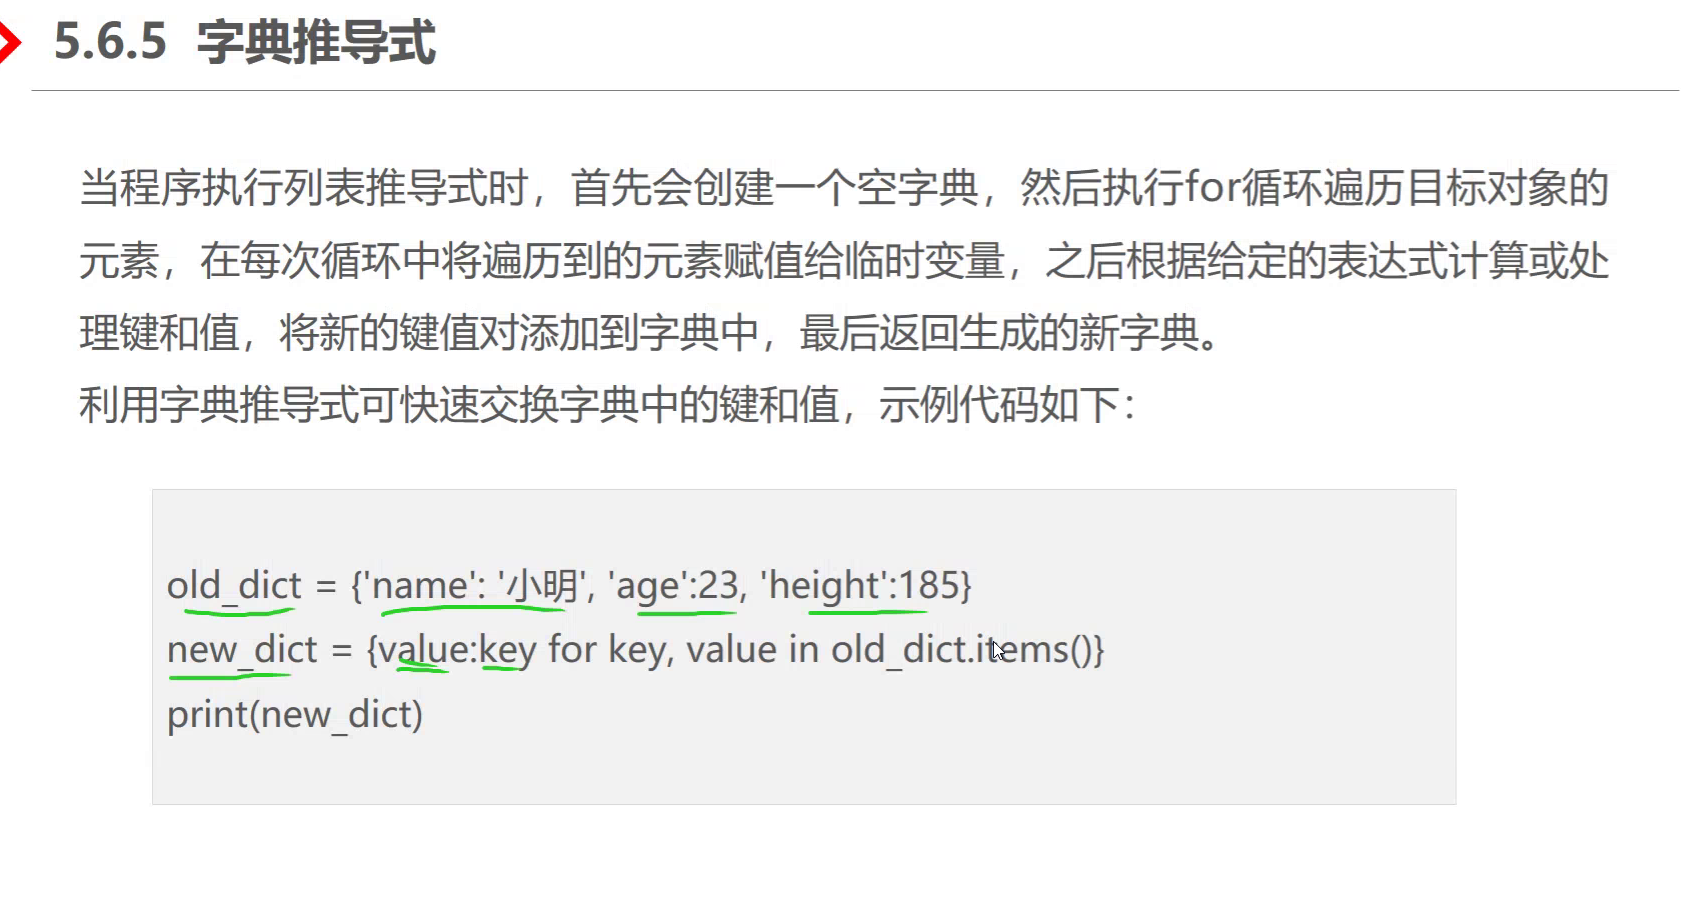 5.6.5 字典推导式
当程序执行列表推导式时，首先会创建一个空字典，然后执行for循环遍历目标对象的
元素，在每次循环中将遍历到的元素赋值给临时变量，之后根据给定的表达式计算或处
理键和值，将新的键值对添加到字典中，最后返回生成的新字典。
利用字典推导式可快速交换字典中的键和值，示例代码如下：
old_dict = {'name': '小明', 'age':23, 'height':185}
new_dict = {value:key for key, value in old_dict.items()}
print(new_dict)